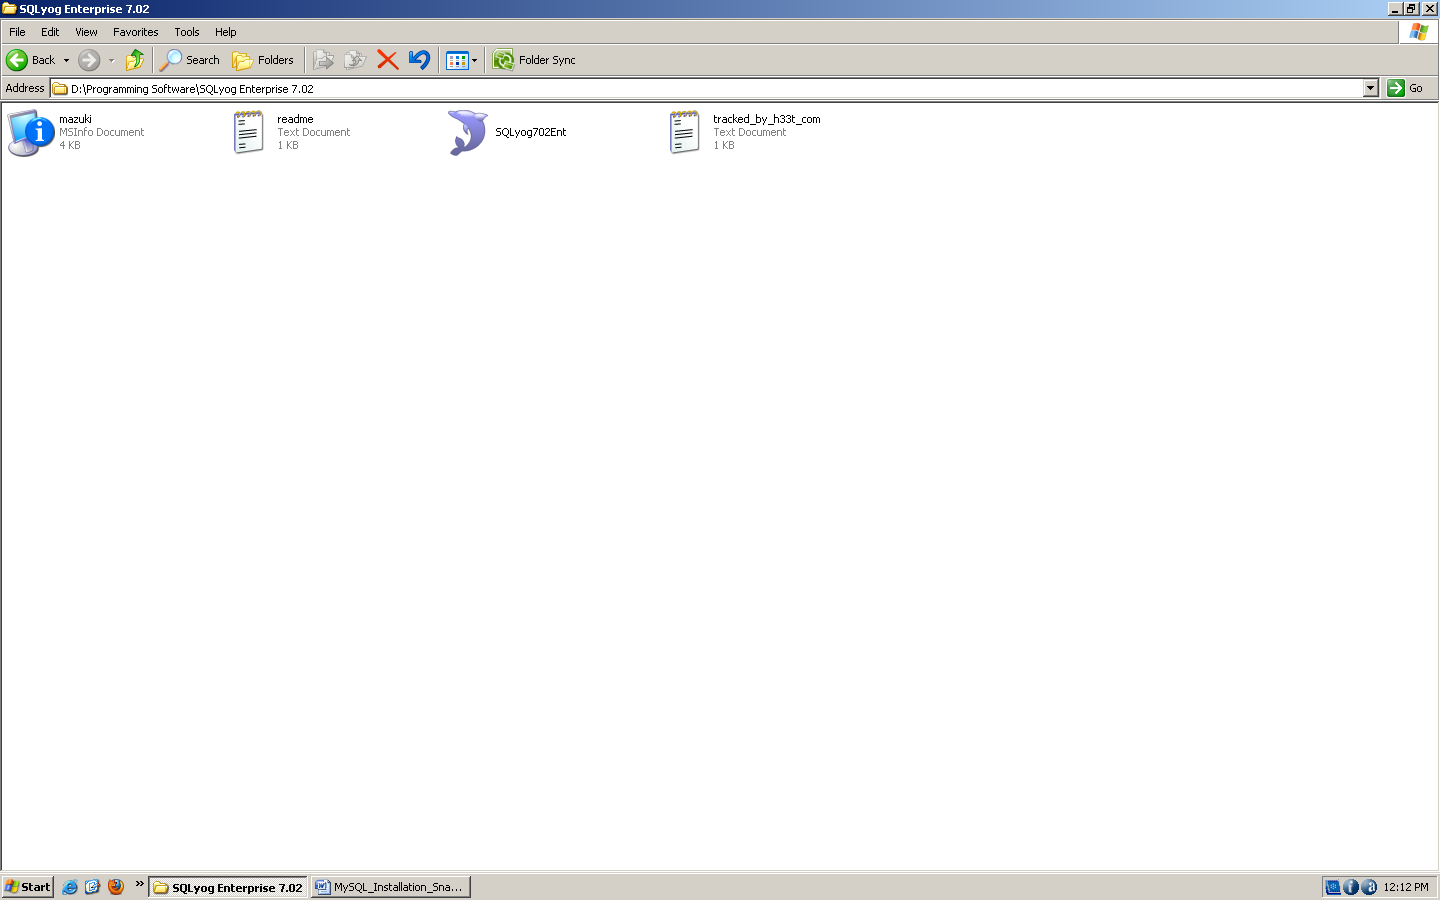 SQLyog Enterprise 7.02
File Edit View Favorites Tools Help
Back Search Folders Folder Sync
Address D:\Programming Software\SQLyog Enterprise 7.02 Go
mazuki
MSInfo Document
4 KB
readme
Text Document
1 KB
SQLyog702Ent
tracked_by_h33t_com
Text Document
1 KB
Start » SQLyog Enterprise 7.02 MySQL_Installation_Sna... 12:12 PM